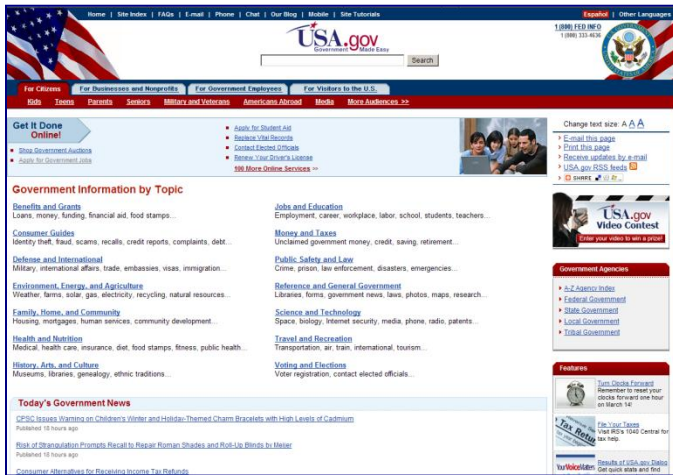 Home | Site Index | FAQs | E-mail | Phone | Chat | Our Blog | Mobile | Site Tutorials
Español | Other Languages
USA.gov
Government Made Easy
1 (800) FED INFO
1 (800) 333-4636
Search
For Citizens
For Businesses and Nonprofits
For Government Employees
For Visitors to the U.S.
Kids Teens Parents Seniors Military and Veterans Americans Abroad Media More Audiences >>
Get It Done
Online!
Shop Government Auctions
Apply for Government Jobs
Apply for Student Aid
Replace Vital Records
Contact Elected Officials
Renew Your Driver's License
100 More Online Services >>
Change text size: A A A
E-mail this page
Print this page
Receive updates by e-mail
USA.gov RSS feeds
SHARE
Government Information by Topic
Benefits and Grants
Loans, money, funding, financial aid, food stamps...
Consumer Guides
Identity theft, fraud, scams, recalls, credit reports, complaints, debt...
Defense and International
Military, international affairs, trade, embassies, visas, immigration...
Environment, Energy, and Agriculture
Weather, farms, solar, gas, electricity, recycling, natural resources...
Family, Home, and Community
Housing, mortgages, human services, community development...
Health and Nutrition
Medical, health care, insurance, diet, food stamps, fitness, public health...
History, Arts, and Culture
Museums, libraries, genealogy, ethnic traditions...
Jobs and Education
Employment, career, workplace, labor, school, students, teachers...
Money and Taxes
Unclaimed government money, credit, saving, retirement...
Public Safety and Law
Crime, prison, law enforcement, disasters, emergencies...
Reference and General Government
Libraries, forms, government news, laws, photos, maps, research...
Science and Technology
Space, biology, Internet security, media, phone, radio, patents...
Travel and Recreation
Transportation, air, train, international, tourism...
Voting and Elections
Voter registration, contact elected officials...
USA.gov
Video Contest
Enter your video to win a prize!
Government Agencies
A-Z Agency Index
Federal Government
State Government
Local Government
Tribal Government
Features
Turn Clocks Forward
Remember to reset your
clocks forward one hour
on March 14!
Tax Retu
File Your Taxes
Visit IRS's 1040 Central for
tax help.
YourVoiceMatters
Results of USA.gov Dialog
Get quick stats and find
Today's Government News
CPSC Issues Warning on Children's Winter and Holiday-Themed Charm Bracelets with High Levels of Cadmium
Published 18 hours ago
Risk of Strangulation Prompts Recall to Repair Roman Shades and Roll-Up Blinds by Meijer
Published 18 hours ago
Consumer Alternatives for Receiving Income Tax Refunds